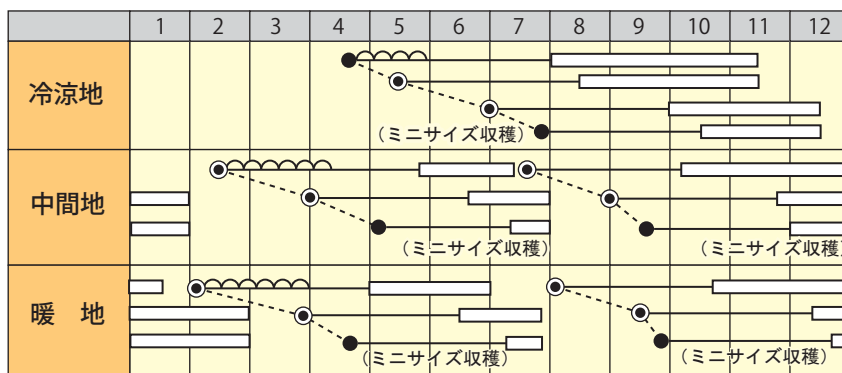 1 2 3 4 5 6 7 8 9 10 11 12
冷涼地
(ミニサイズ収穫)
中間地
(ミニサイズ収穫) (ミニサイズ収穫)
暖 地
(ミニサイズ収穫) (ミニサイズ収穫)